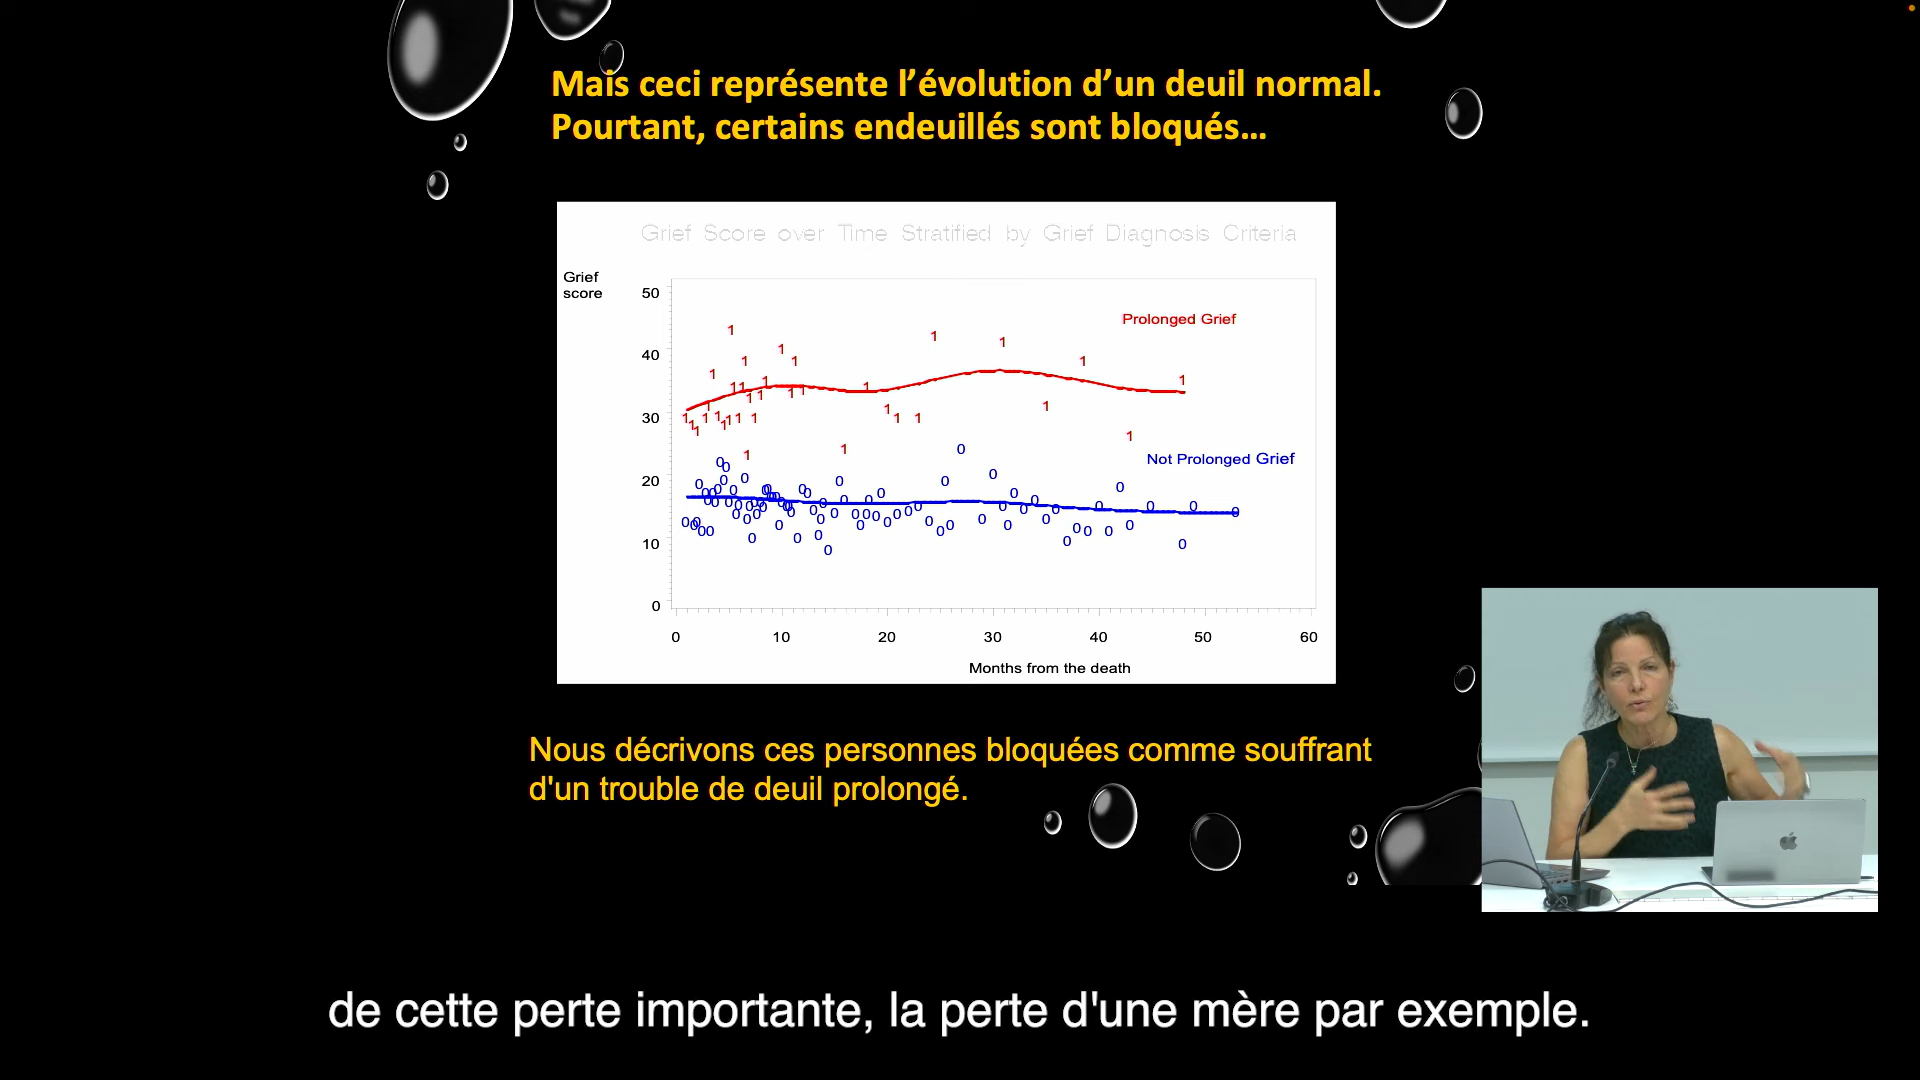 Mais ceci représente l’évolution d’un deuil normal.
Pourtant, certains endeuillés sont bloqués…
Grief Score over Time Stratified by Grief Diagnosis Criteria
Grief
score
50
40
30
20
10
0
Prolonged Grief
Not Prolonged Grief
0 10 20 30 40 50 60
Months from the death
Nous décrivons ces personnes bloquées comme souffrant
d'un trouble de deuil prolongé.
de cette perte importante, la perte d'une mère par exemple.